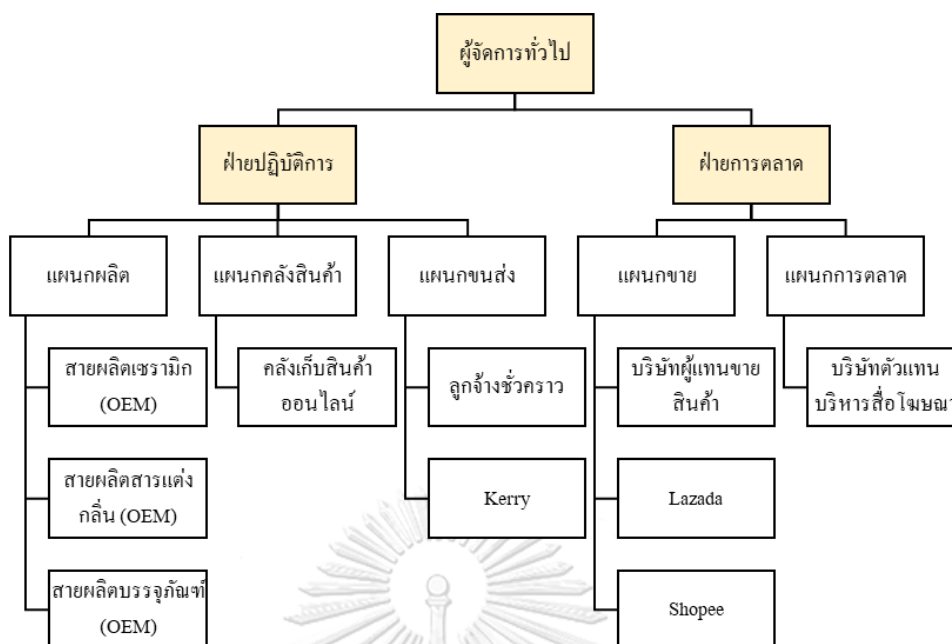 ผู้จัดการทั่วไป
ฝ่ายปฏิบัติการ
ฝ่ายการตลาด
แผนกผลิต
แผนกคลังสินค้า
แผนกขนส่ง
แผนกขาย
แผนกการตลาด
สายผลิตเซรามิก
(OEM)
คลังเก็บสินค้า
ออนไลน์
ลูกจ้างชั่วคราว
บริษัทผู้แทนขาย
สินค้า
บริษัทตัวแทน
บริหารสื่อโฆษณา
สายผลิตสารแต่ง
กลิ่น (OEM)
Kerry
Lazada
สายผลิตบรรจุภัณฑ์
(OEM)
Shopee